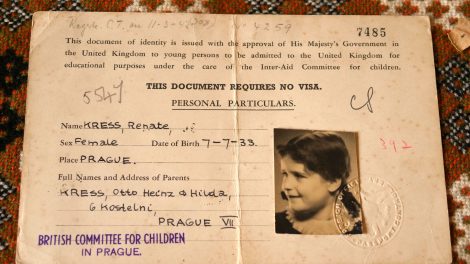 4259
7485
This document of identity is issued with the approval of His Majesty's Government in
the United Kingdom to young persons to be admitted to the United Kingdom for
educational purposes under the care of the Inter-Aid Committee for children.
THIS DOCUMENT REQUIRES NO VISA.
PERSONAL PARTICULARS.
Name KRESS, Renate,
Sex Female Date of Birth 7-7-33.
Place PRAGUE.
Full Names and Address of Parents
KRESS, Otto Heinz & Hilda,
6 Kostelni,
PRAGUE VII
BRITISH COMMITTEE FOR CHILDREN
IN PRAGUE.